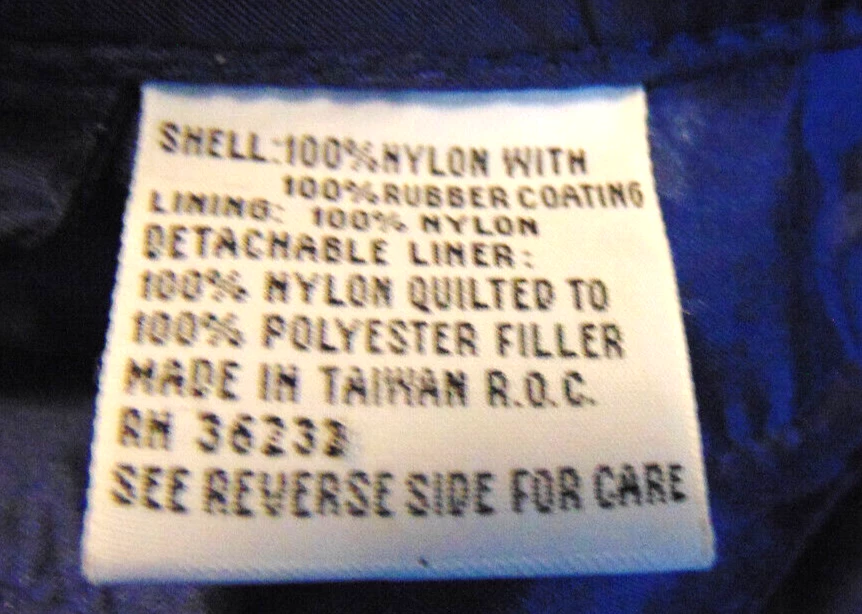 SHELL:100%NYLON WITH
100%RUBBER COATING
LINING: 100% NYLON
DETACHABLE LINER:
100% NYLON QUILTED TO
100% POLYESTER FILLER
MADE IN TAIWAN R.O.C.
RN
SEE REVERSE SIDE FOR CARE